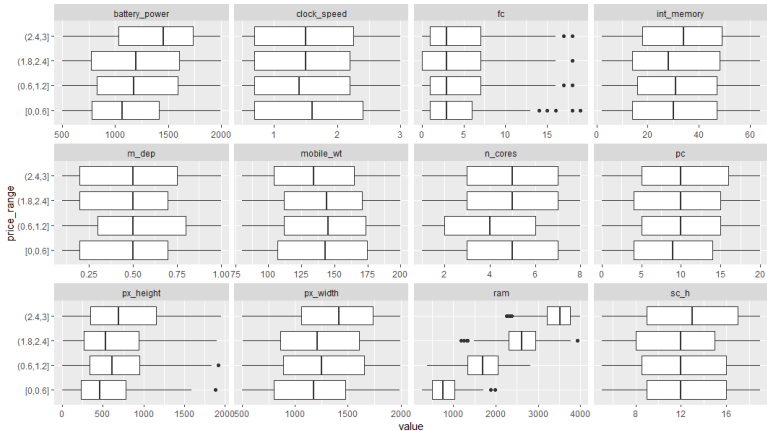 battery_power clock_speed fc int_memory
(2.4,3]
(1.8,2.4]
(0.6,1.2]
[0,0.6]
500 1000 1500 2000 1 2 3 0 5 10 15 0 20 40 60
m_dep mobile_wt n_cores pc
(2.4,3]
(1.8,2.4]
(0.6,1.2]
[0,0.6]
0.25 0.50 0.75 1.00 75 100 125 150 175 200 2 4 6 8 0 5 10 15 20
px_height px_width ram sc_h
(2.4,3]
(1.8,2.4]
(0.6,1.2]
[0,0.6]
0 500 1000 1500 2000 500 1000 1500 2000 1000 2000 3000 4000 8 12 16
price_range
value